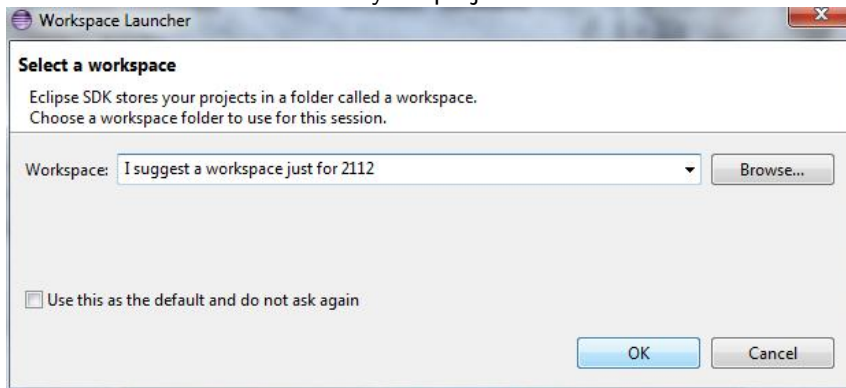 Workspace Launcher
Select a workspace
Eclipse SDK stores your projects in a folder called a workspace.
Choose a workspace folder to use for this session.
Workspace: I suggest a workspace just for 2112 Browse...
Use this as the default and do not ask again
OK Cancel